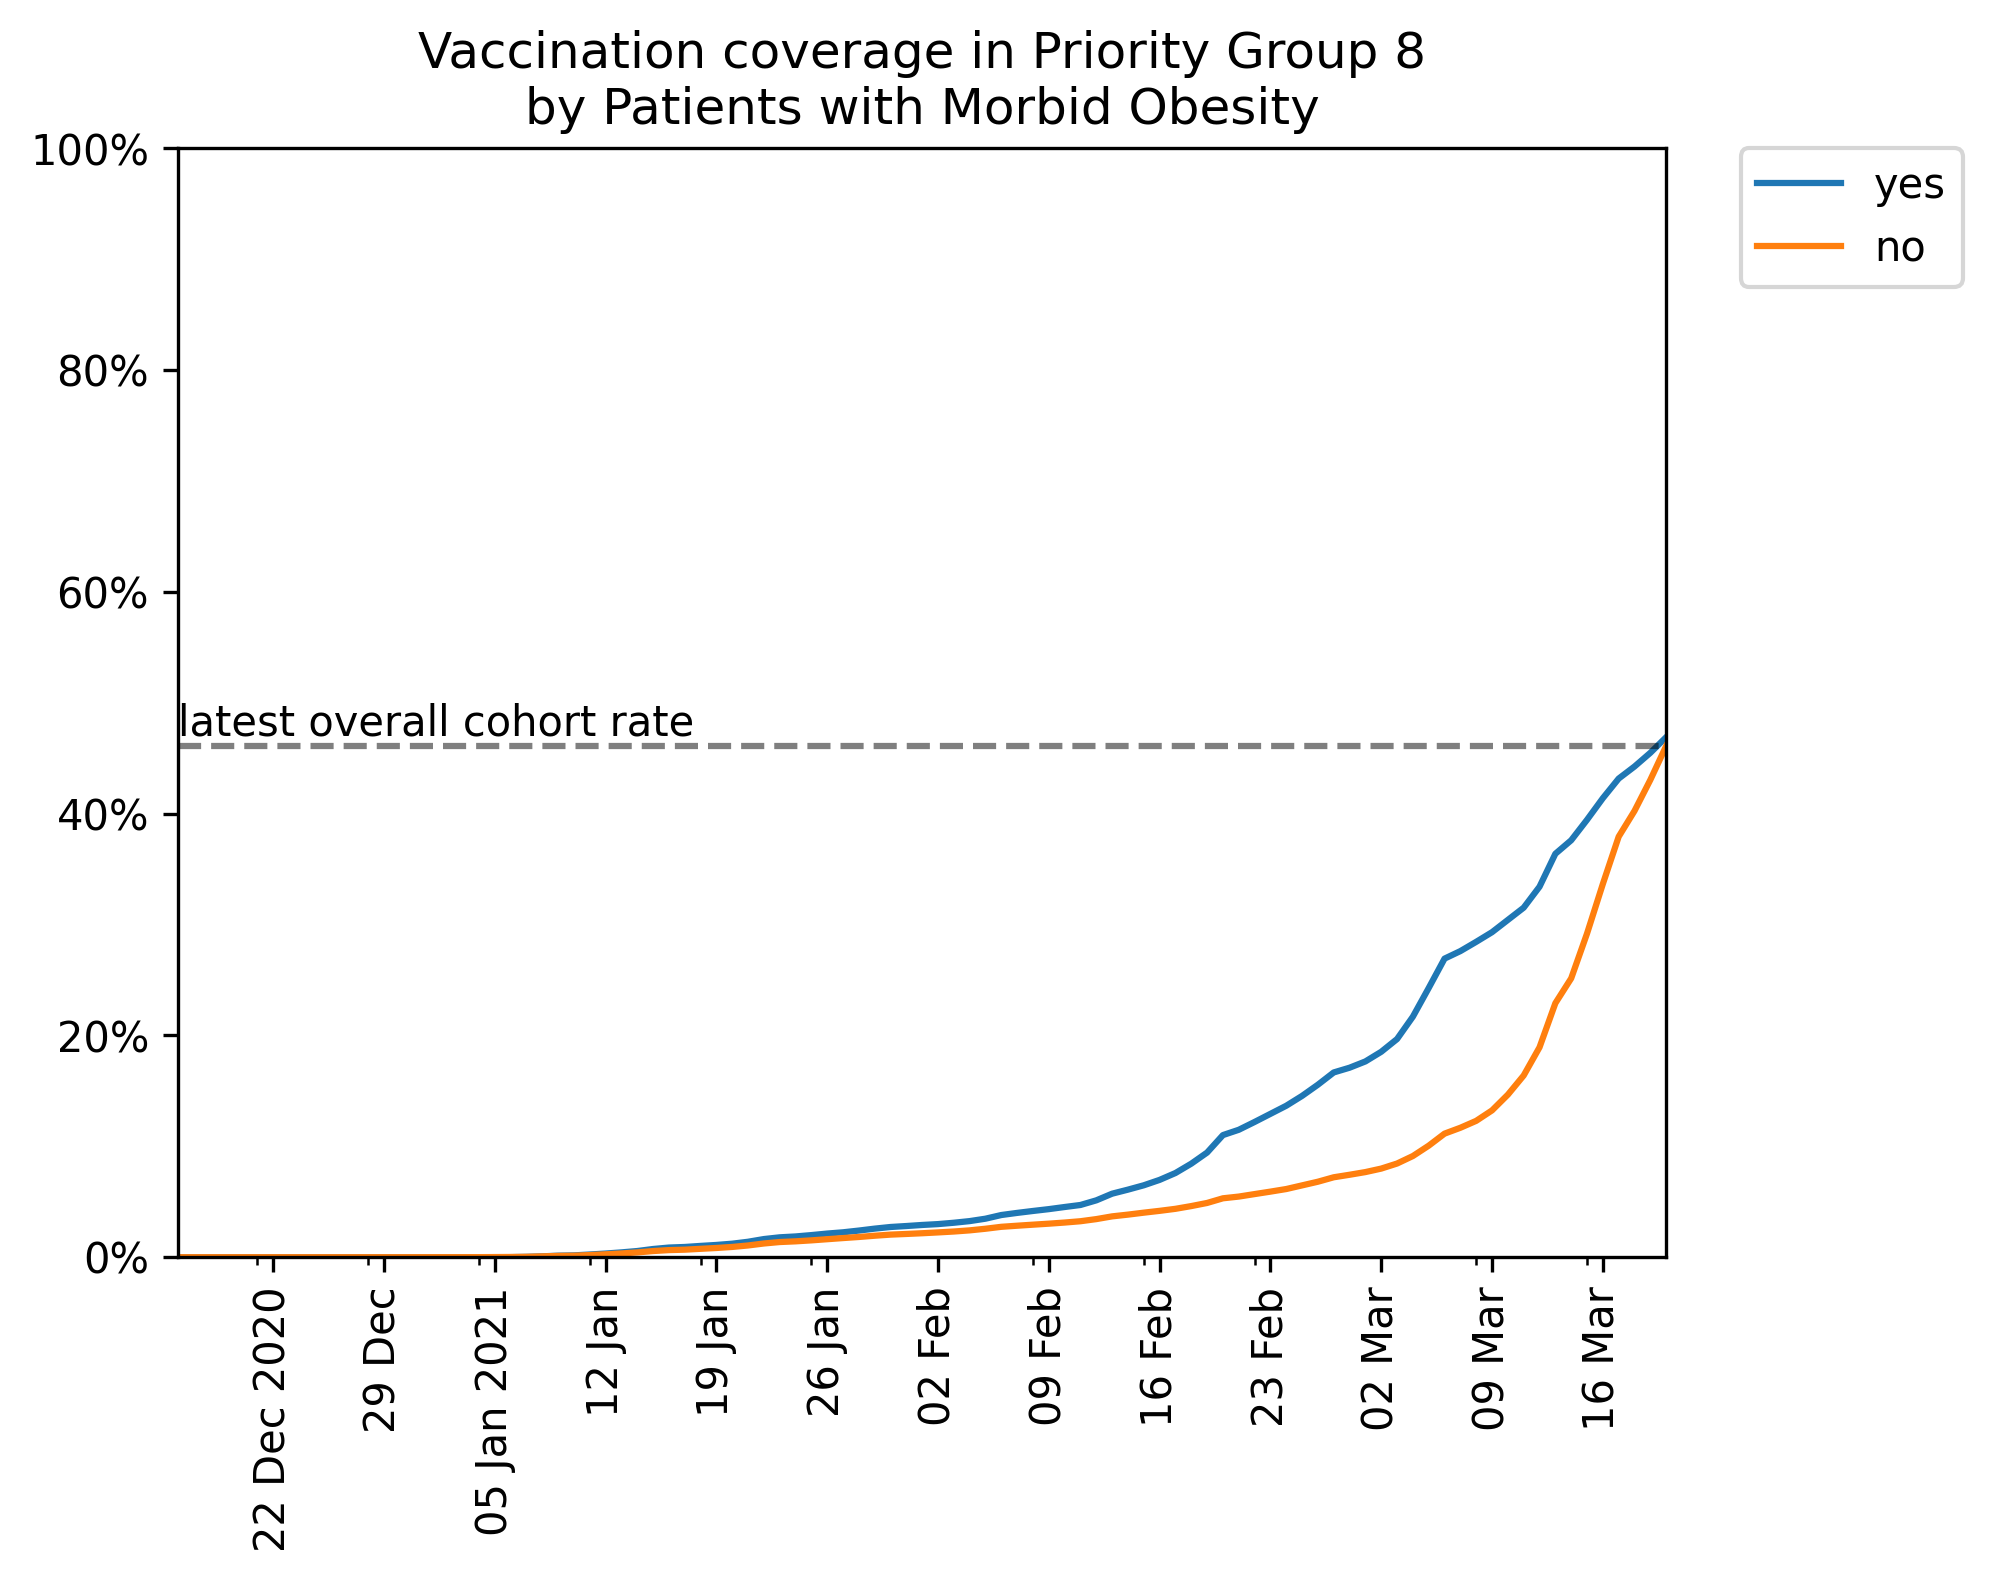 Vaccination coverage in Priority Group 8
by Patients with Morbid Obesity
100%
80%
60%
40%
20%
0%
latest overall cohort rate
yes
no
22 Dec 2020
29 Dec
05 Jan 2021
12 Jan
19 Jan
26 Jan
02 Feb
09 Feb
16 Feb
23 Feb
02 Mar
09 Mar
16 Mar